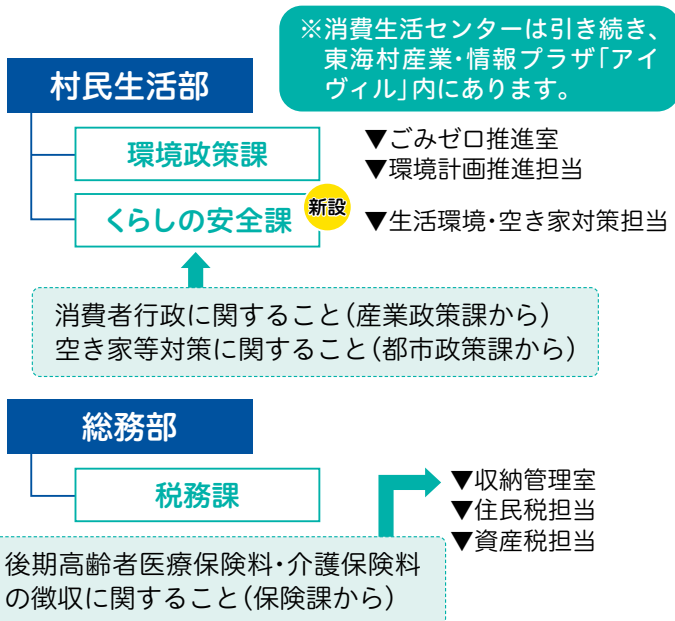 ※消費生活センターは引き続き、
東海村産業・情報プラザ「アイ
ヴィル」内にあります。
村民生活部
環境政策課
▼ごみゼロ推進室
▼環境計画推進担当
くらしの安全課
新設
▼生活環境・空き家対策担当
消費者行政に関すること（産業政策課から）
空き家等対策に関すること（都市政策課から）
総務部
税務課
▼収納管理室
▼住民税担当
▼資産税担当
後期高齢者医療保険料・介護保険料
の徴収に関すること（保険課から）